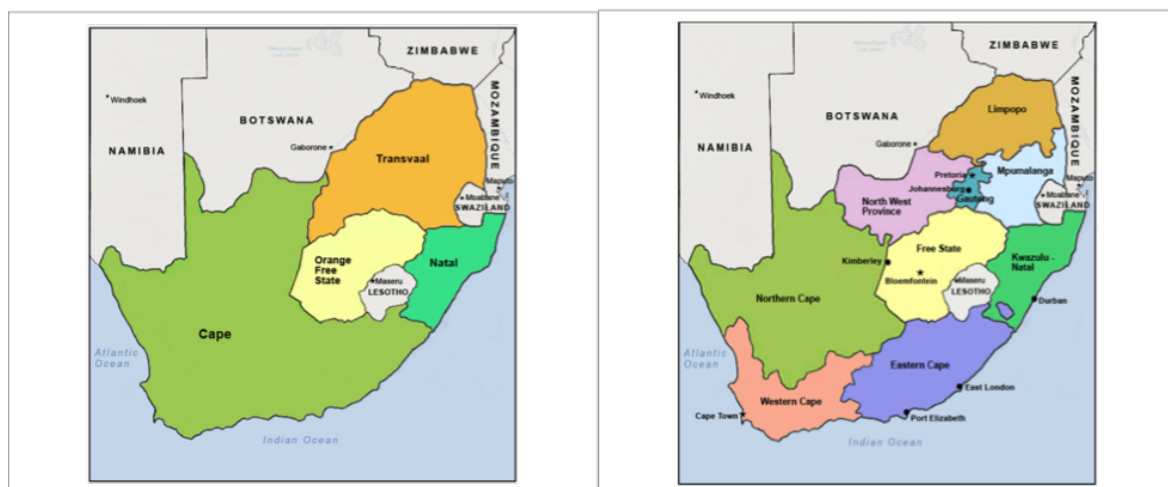 ZIMBABWE
Windhoek
BOTSWANA
MOZAMBIQUE
NAMIBIA
Gaborone
Transvaal
Maputo
Mbabane
SWAZILAND
Orange
Free
State
Natal
Maseru
LESOTHO
Cape
Atlantic
Ocean
Indian Ocean
ZIMBABWE
Windhoek
Limpopo
BOTSWANA
MOZAMBIQUE
NAMIBIA
Gaborone
Pretoria
Mpumalanga
Johannesburg
Gauteng
Maputo
Mbabane
SWAZILAND
North West
Province
Free State
Kimberley
Bloemfontein
Kwazulu -
Natal
Maseru
LESOTHO
Northern Cape
Durban
Atlantic
Ocean
Eastern Cape
East London
Western Cape
Cape Town
Port Elizabeth
Indian Ocean